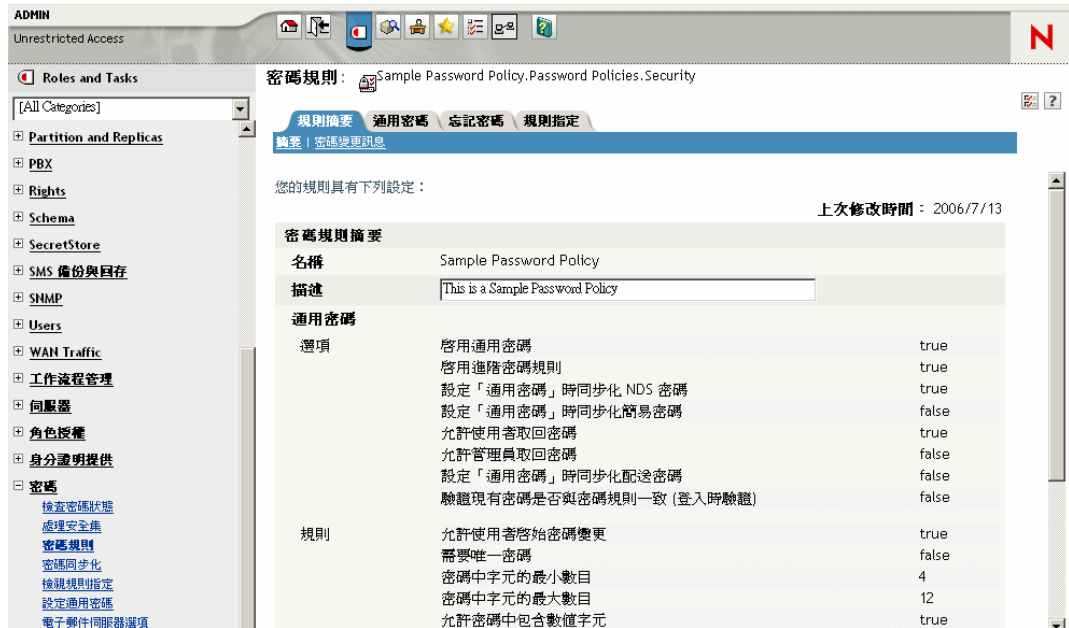 ADMIN
Unrestricted Access
N
Roles and Tasks
[All Categories]
Partition and Replicas
PBX
Rights
Schema
SecretStore
SMS 備份與回存
SNMP
Users
WAN Traffic
工作流程管理
伺服器
角色授權
身分證明提供
密碼
檢查密碼狀態
處理安全集
密碼規則
密碼同步化
檢視規則指定
設定通用密碼
電子郵件伺服器選項
密碼規則： Sample Password Policy.Password Policies.Security
?
規則摘要 通用密碼 忘記密碼 規則指定
摘要 | 密碼變更訊息
您的規則具有下列設定：
上次修改時間： 2006/7/13
密碼規則摘要
名稱 Sample Password Policy
描述 This is a Sample Password Policy
通用密碼
選項 啟用通用密碼 true
啟用進階密碼規則 true
設定「通用密碼」時同步化 NDS 密碼 true
設定「通用密碼」時同步化簡易密碼 false
允許使用者取回密碼 true
允許管理員取回密碼 false
設定「通用密碼」時同步化配送密碼 false
驗證現有密碼是否與密碼規則一致 (登入時驗證) false
規則 允許使用者啟始密碼變更 true
需要唯一密碼 false
密碼中字元的最小數目 4
密碼中字元的最大數目 12
允許密碼中包含數值字元 true